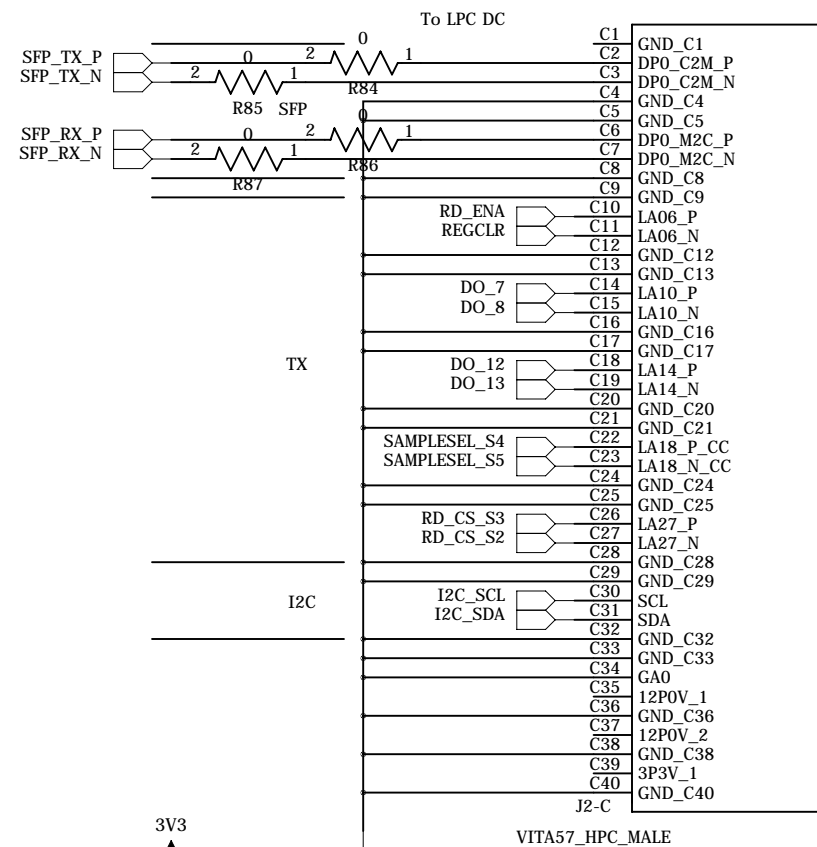 To LPC DC
0
C1 GND_C1
SFP_TX_P 2 1 C2 DP0_C2M_P
0
SFP_TX_N 2 1 C3 DP0_C2M_N
R84
R85 SFP
C4 GND_C4
0
C5 GND_C5
SFP_RX_P 2 1 C6 DP0_M2C_P
0
SFP_RX_N 2 1 C7 DP0_M2C_N
R86
R87
C8 GND_C8
C9 GND_C9
RD_ENA C10 LA06_P
REGCLR C11 LA06_N
C12 GND_C12
C13 GND_C13
DO_7 C14 LA10_P
DO_8 C15 LA10_N
C16 GND_C16
C17 GND_C17
TX
DO_12 C18 LA14_P
DO_13 C19 LA14_N
C20 GND_C20
C21 GND_C21
SAMPLESEL_S4 C22 LA18_P_CC
SAMPLESEL_S5 C23 LA18_N_CC
C24 GND_C24
C25 GND_C25
RD_CS_S3 C26 LA27_P
RD_CS_S2 C27 LA27_N
C28 GND_C28
C29 GND_C29
I2C
I2C_SCL C30 SCL
I2C_SDA C31 SDA
C32 GND_C32
C33 GND_C33
C34 GA0
C35 12P0V_1
C36 GND_C36
C37 12P0V_2
C38 GND_C38
C39 3P3V_1
C40 GND_C40
J2-C
3V3
VITA57_HPC_MALE